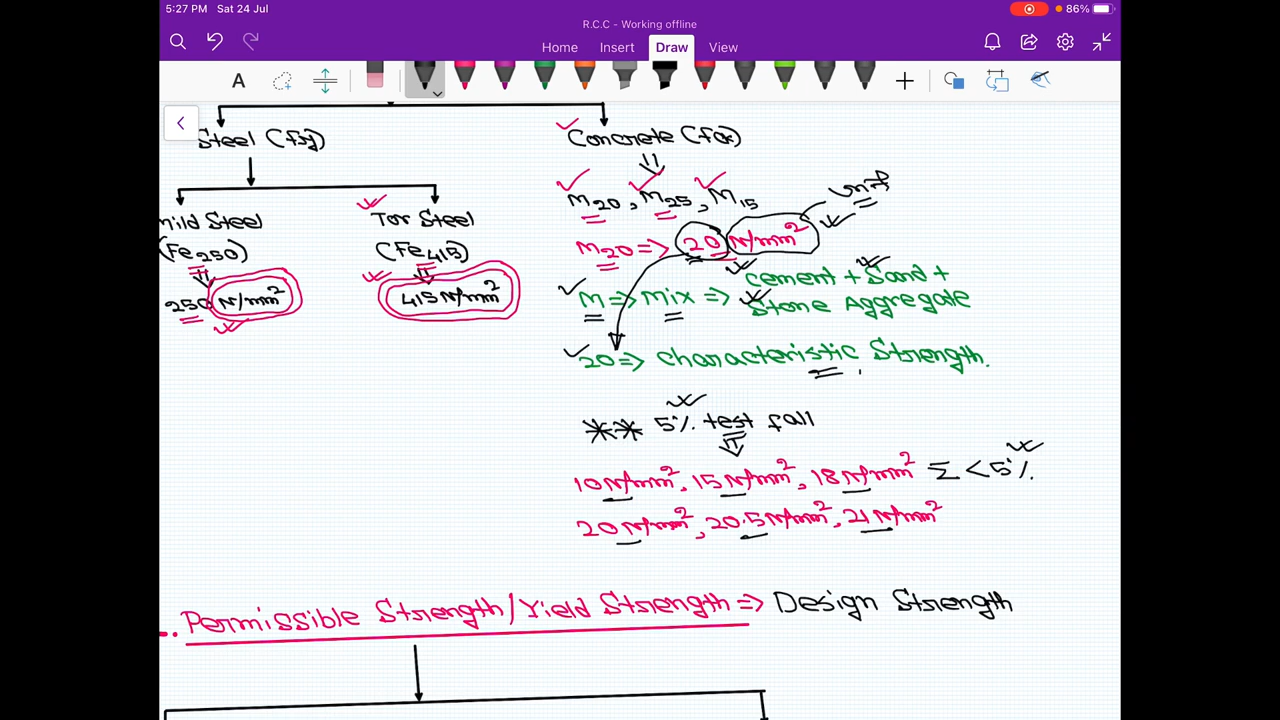 5:27 PM Sat 24 Jul
86%
R.C.C - Working offline
Home Insert Draw View
A
Steel (fsy)
Concrete (fck)
M20, M25, M15
Unit
Mild Steel
(Fe250)
250 N/mm²
Tor Steel
(Fe415)
415 N/mm²
M20 => 20 N/mm²
M => mix => cement + Sand +
Stone Aggregate
20 => characteristic Strength.
** 5% test fall
10 N/mm², 15 N/mm², 18 N/mm² Σ < 5%
20 N/mm², 20.5 N/mm², 21 N/mm²
Permissible Strength/Yield Strength => Design Strength